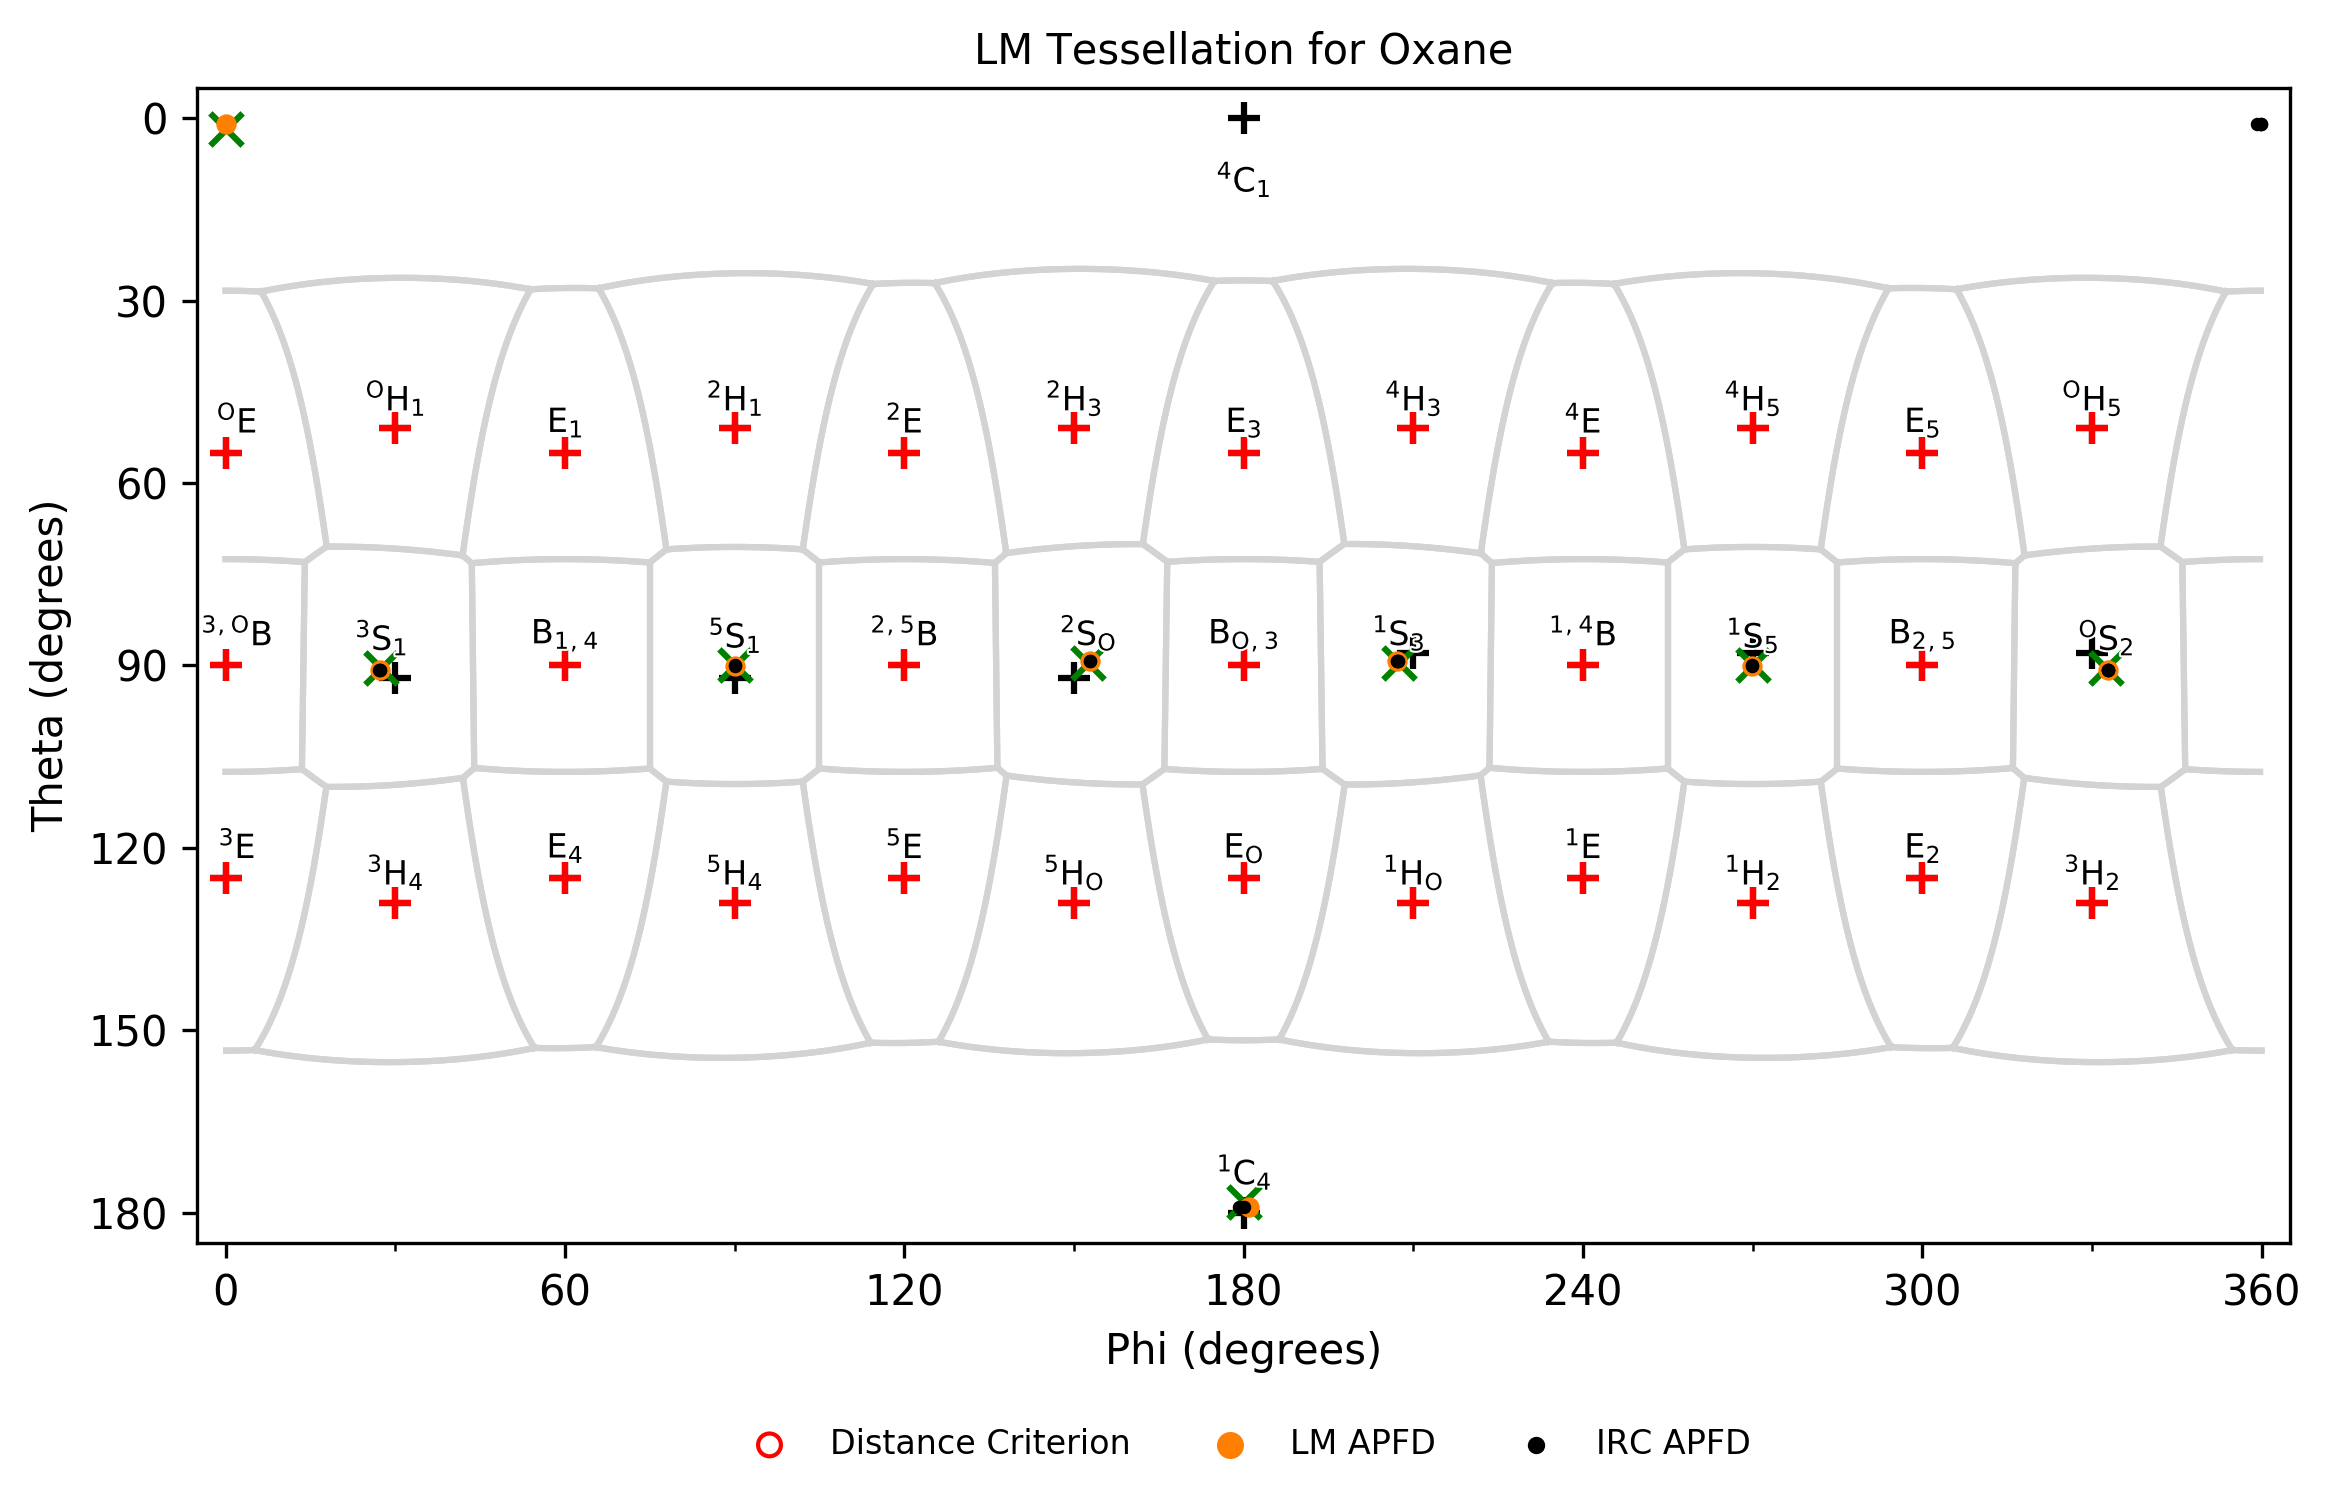 LM Tessellation for Oxane
Theta (degrees)
0
30
60
90
120
150
180
⁴C₁
ᴼE ᴼH₁ E₁ ²H₁ ²E ²H₃ E₃ ⁴H₃ ⁴E ⁴H₅ E₅ ᴼH₅
³,ᴼB ³S₁ B₁,₄ ⁵S₁ ²,⁵B ²Sₒ Bₒ,₃ ¹S₃ ¹,⁴B ¹S₅ B₂,₅ ᴼS₂
³E ³H₄ E₄ ⁵H₄ ⁵E ⁵Hₒ Eₒ ¹Hₒ ¹E ¹H₂ E₂ ³H₂
¹C₄
0 60 120 180 240 300 360
Phi (degrees)
Distance Criterion LM APFD IRC APFD